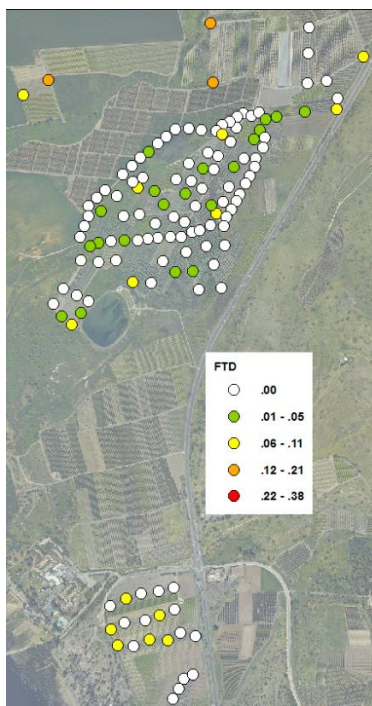 FTD
.00
.01 - .05
.06 - .11
.12 - .21
.22 - .38